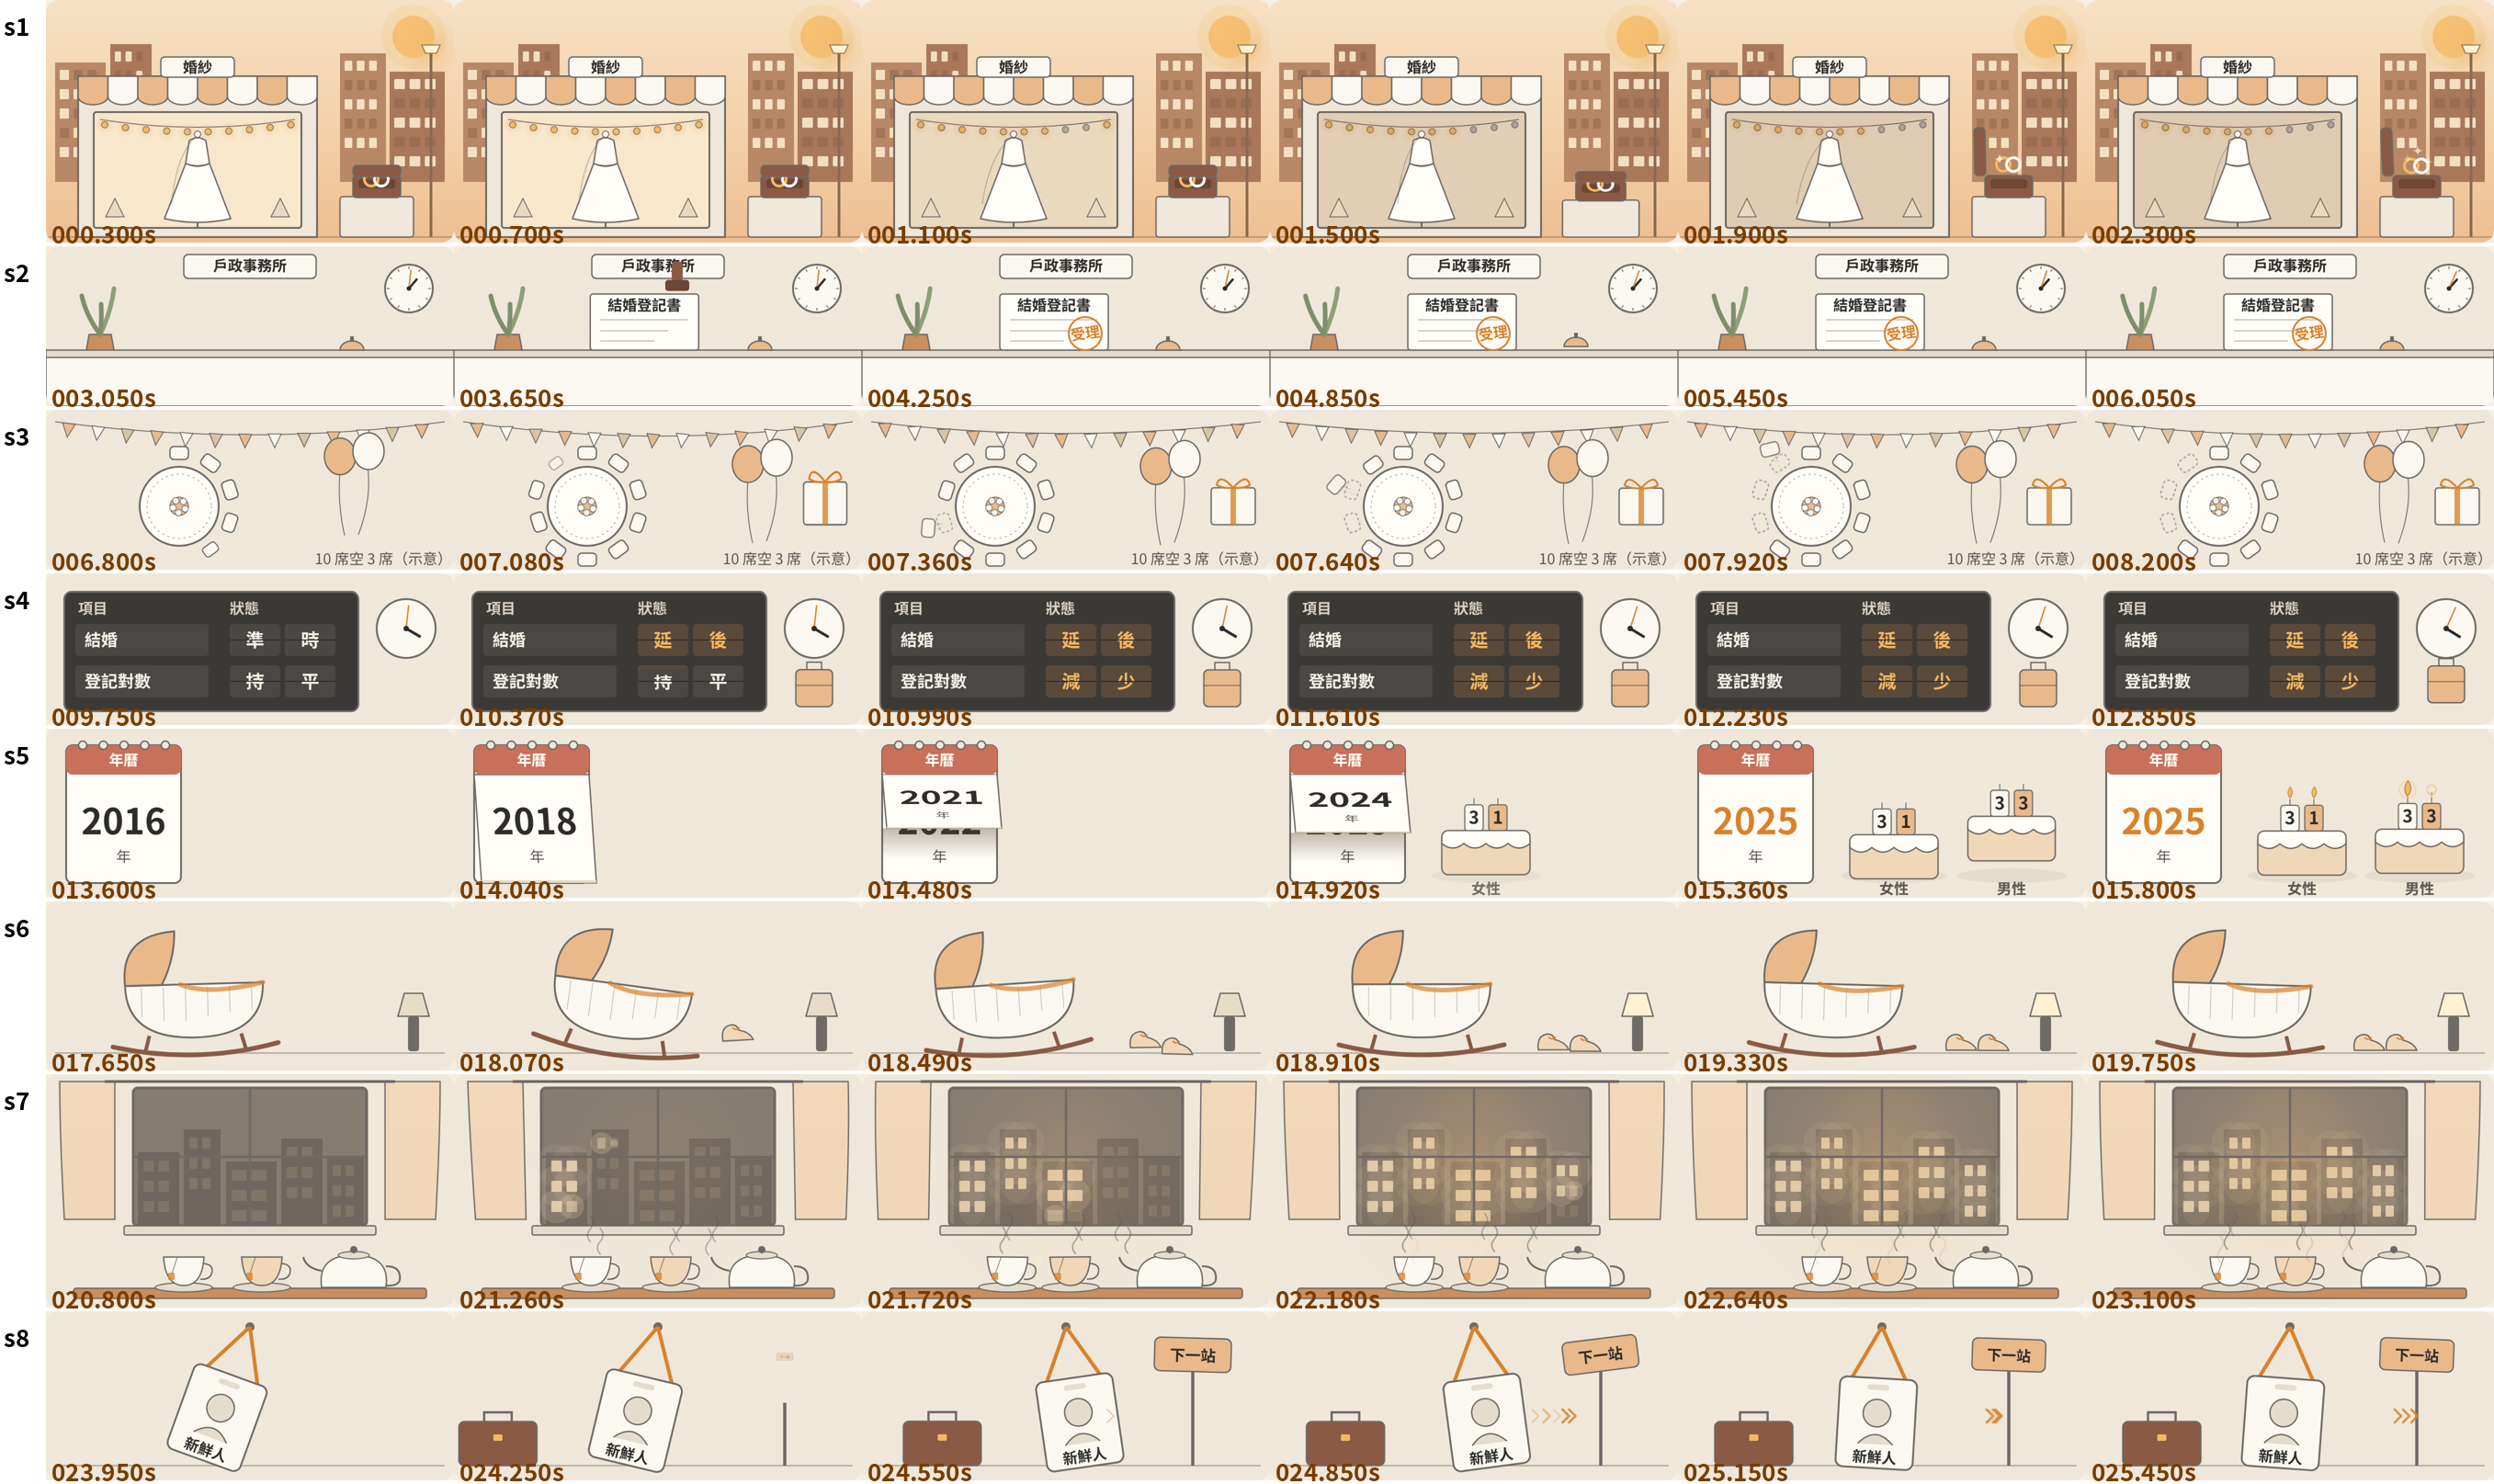 s1
婚紗 婚紗 婚紗 婚紗 婚紗 婚紗
000.300s 000.700s 001.100s 001.500s 001.900s 002.300s
s2
戶政事務所 戶政事務所 戶政事務所 戶政事務所 戶政事務所 戶政事務所
結婚登記書 結婚登記書 結婚登記書 結婚登記書 結婚登記書
受理 受理 受理 受理
003.050s 003.650s 004.250s 004.850s 005.450s 006.050s
s3
10 席空 3 席（示意） 10 席空 3 席（示意） 10 席空 3 席（示意） 10 席空 3 席（示意） 10 席空 3 席（示意） 10 席空 3 席（示意）
006.800s 007.080s 007.360s 007.640s 007.920s 008.200s
s4
項目 狀態 項目 狀態 項目 狀態 項目 狀態 項目 狀態 項目 狀態
結婚 準時 結婚 延後 結婚 延後 結婚 延後 結婚 延後 結婚 延後
登記對數 持平 登記對數 持平 登記對數 減少 登記對數 減少 登記對數 減少 登記對數 減少
009.750s 010.370s 010.990s 011.610s 012.230s 012.850s
s5
年曆 年曆 年曆 年曆 年曆 年曆
2016 2018 2021 2024 2025 2025
年 年 年 年 年 年
2022
年 年
3 1 3 1 3 3 3 1 3 3
女性 女性 男性 女性 男性
013.600s 014.040s 014.480s 014.920s 015.360s 015.800s
s6
017.650s 018.070s 018.490s 018.910s 019.330s 019.750s
s7
020.800s 021.260s 021.720s 022.180s 022.640s 023.100s
s8
下一站 下一站 下一站 下一站
新鮮人 新鮮人 新鮮人 新鮮人 新鮮人 新鮮人
023.950s 024.250s 024.550s 024.850s 025.150s 025.450s